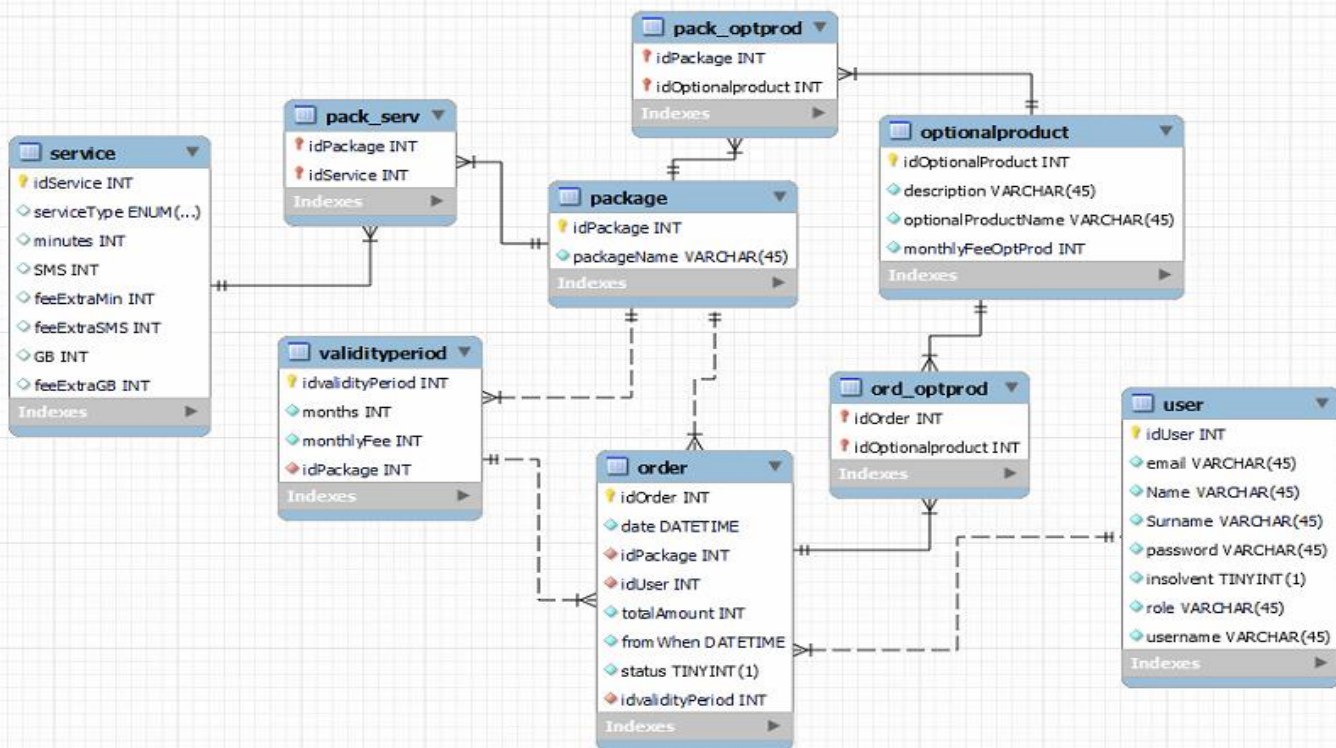 pack_optprod
idPackage INT
idOptionalproduct INT
Indexes
pack_serv
idPackage INT
idService INT
Indexes
service
idService INT
serviceType ENUM(...)
minutes INT
SMS INT
feeExtraMin INT
feeExtraSMS INT
GB INT
feeExtraGB INT
Indexes
package
idPackage INT
packageName VARCHAR(45)
Indexes
optionalproduct
idOptionalProduct INT
description VARCHAR(45)
optionalProductName VARCHAR(45)
monthlyFeeOptProd INT
Indexes
validityperiod
idvalidityPeriod INT
months INT
monthlyFee INT
idPackage INT
Indexes
order
idOrder INT
date DATETIME
idPackage INT
idUser INT
totalAmount INT
fromWhen DATETIME
status TINYINT(1)
idvalidityPeriod INT
Indexes
ord_optprod
idOrder INT
idOptionalproduct INT
Indexes
user
idUser INT
email VARCHAR(45)
Name VARCHAR(45)
Surname VARCHAR(45)
password VARCHAR(45)
insolvent TINYINT(1)
role VARCHAR(45)
username VARCHAR(45)
Indexes